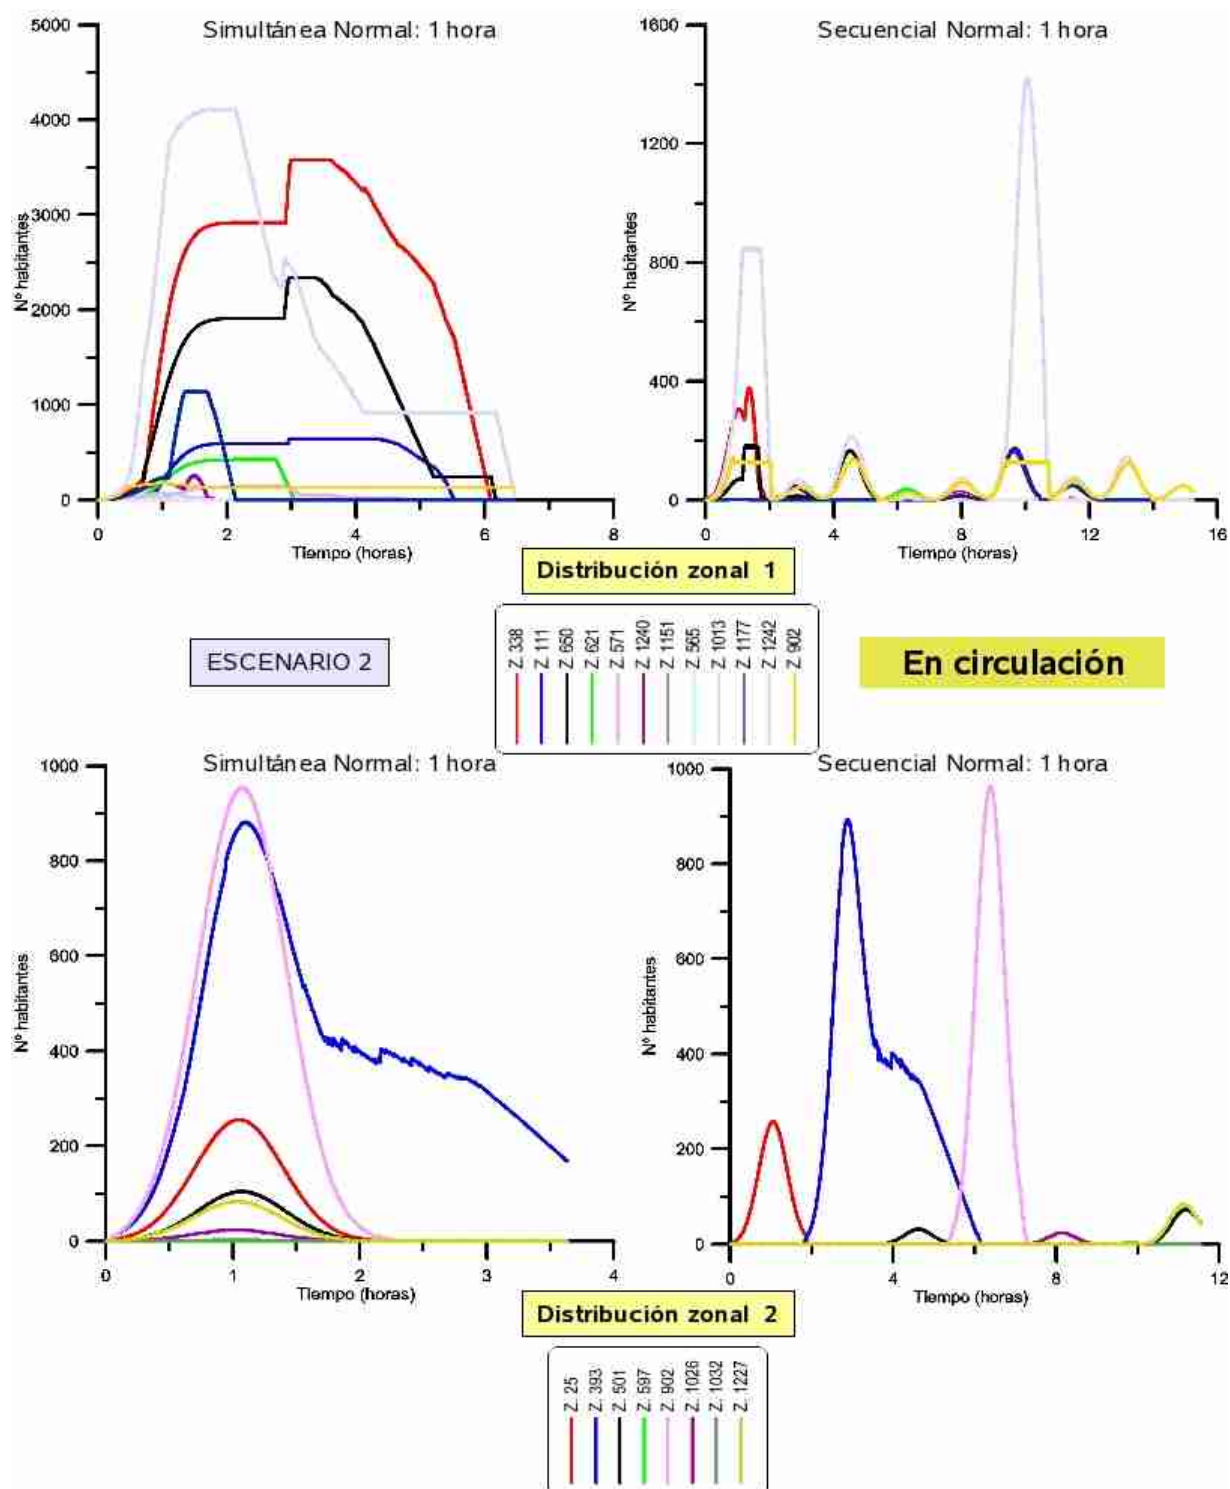 Simultánea Normal: 1 hora
5000
4000
3000
2000
1000
0
Nº habitantes
0 2 4 6 8
Tiempo (horas)
Secuencial Normal: 1 hora
1600
1200
800
400
0
Nº habitantes
0 4 8 12 16
Tiempo (horas)
Distribución zonal 1
ESCENARIO 2
Z. 338
Z. 111
Z. 650
Z. 621
Z. 571
Z. 1240
Z. 1151
Z. 565
Z. 1013
Z. 1177
Z. 1242
Z. 902
En circulación
Simultánea Normal: 1 hora
1000
800
600
400
200
0
Nº habitantes
0 1 2 3 4
Tiempo (horas)
Secuencial Normal: 1 hora
1000
800
600
400
200
0
Nº habitantes
0 4 8 12
Tiempo (horas)
Distribución zonal 2
Z. 25
Z. 393
Z. 501
Z. 597
Z. 902
Z. 1026
Z. 1032
Z. 1227